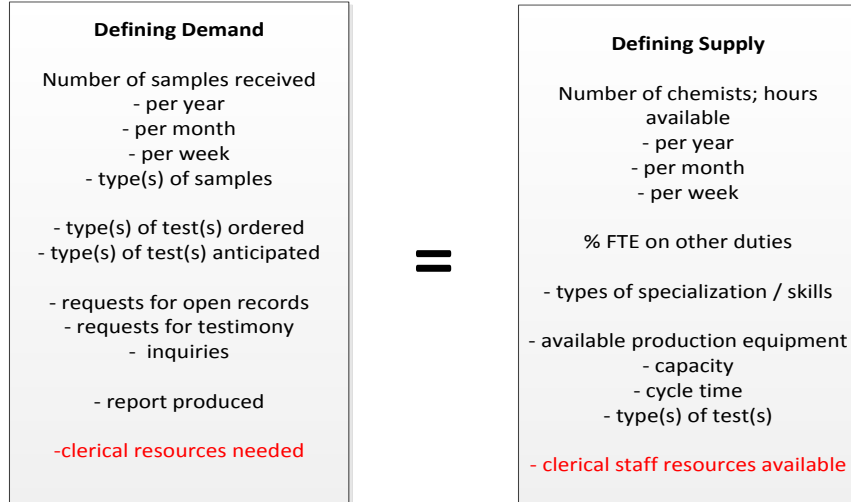 Defining Demand
Number of samples received
- per year
- per month
- per week
- type(s) of samples
- type(s) of test(s) ordered
- type(s) of test(s) anticipated
- requests for open records
- requests for testimony
- inquiries
- report produced
-clerical resources needed
=
Defining Supply
Number of chemists; hours
available
- per year
- per month
- per week
% FTE on other duties
- types of specialization / skills
- available production equipment
- capacity
- cycle time
- type(s) of test(s)
- clerical staff resources available